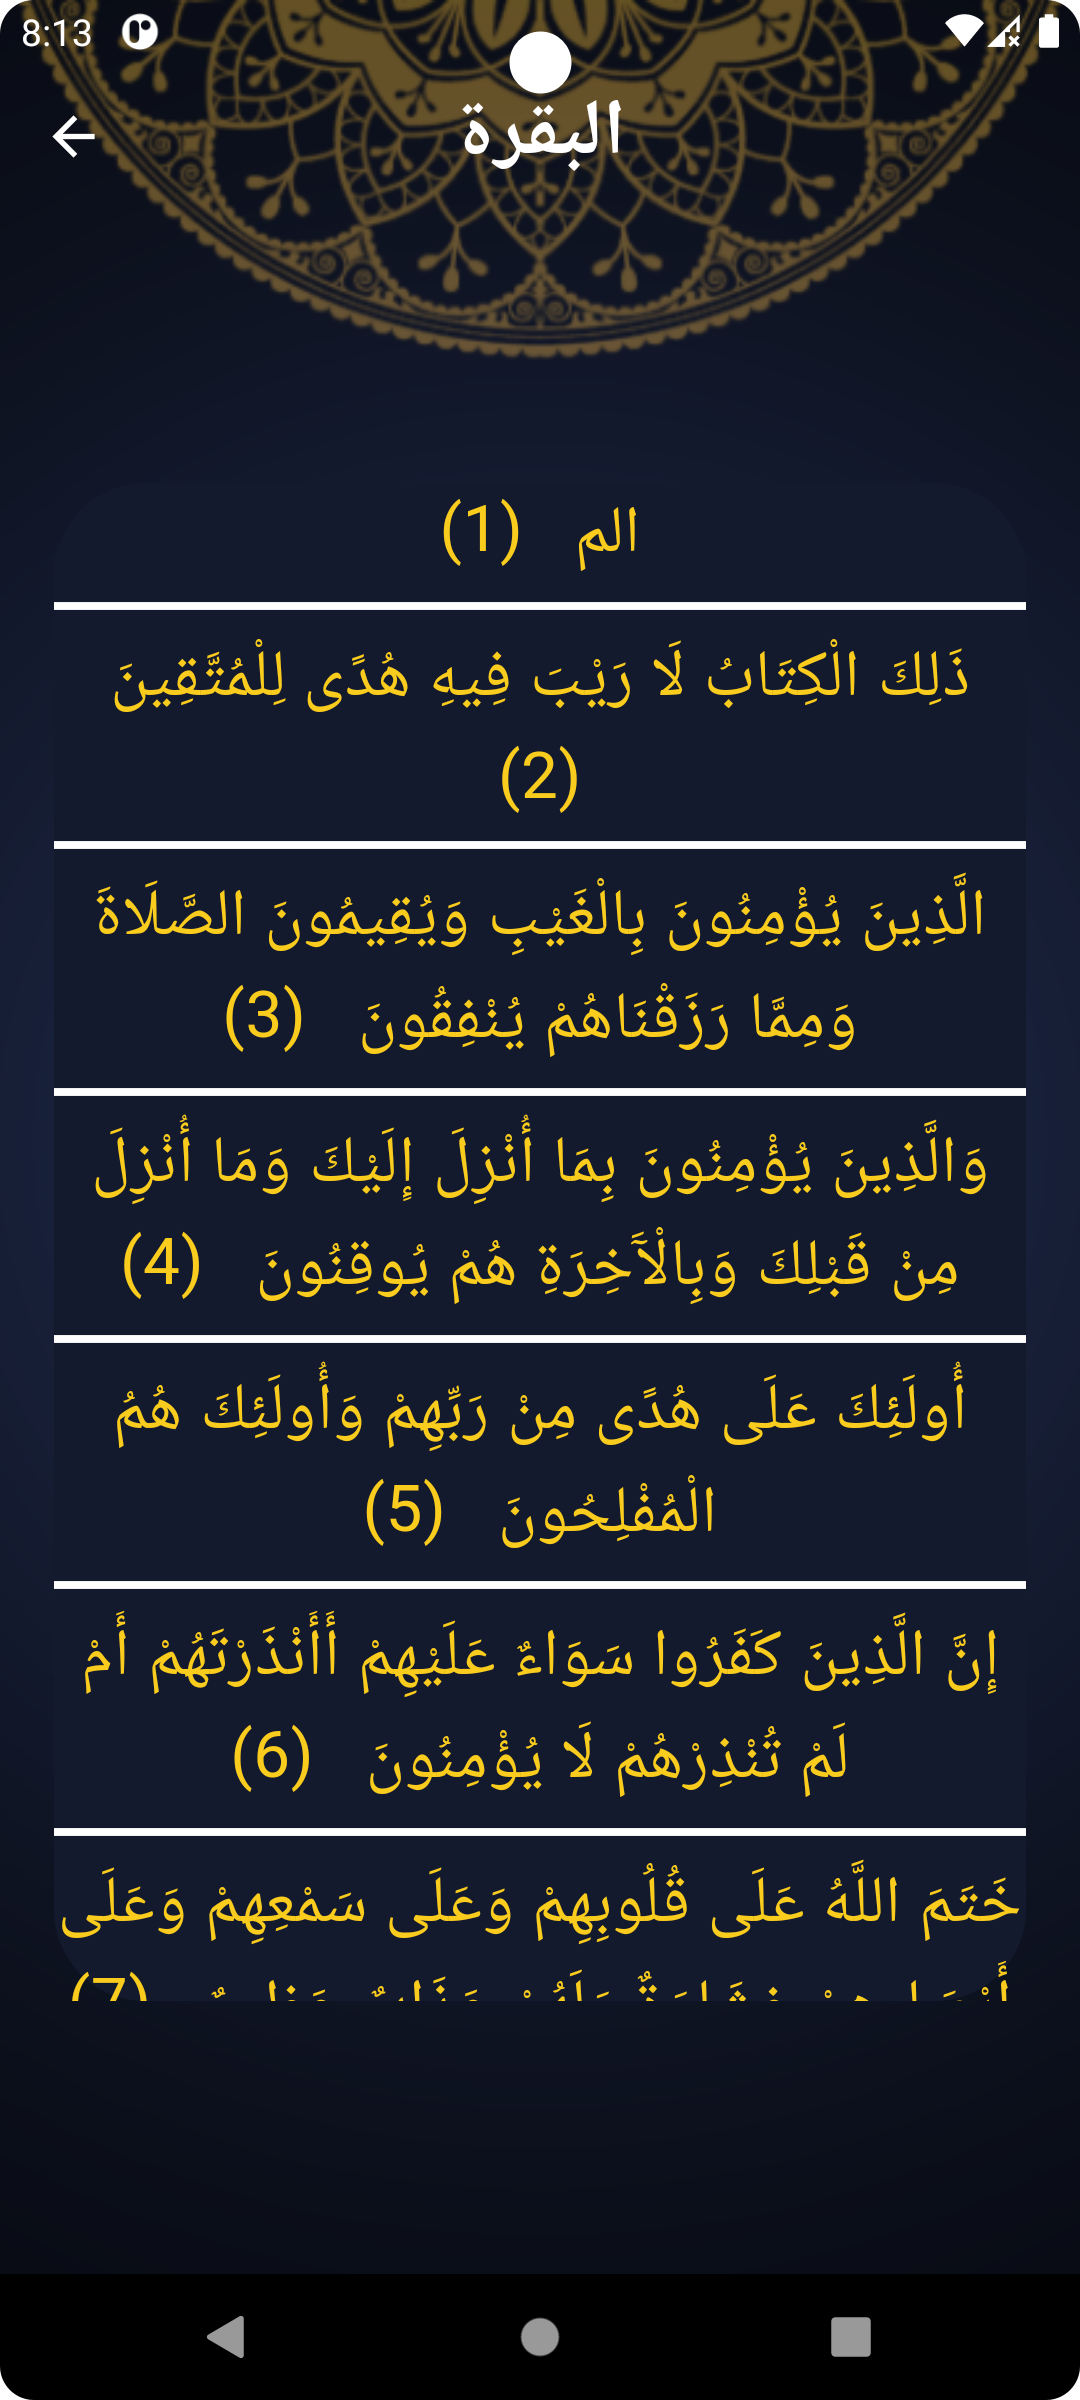 8:13
البقرة
الم (1)
ذَلِكَ الْكِتَابُ لَا رَيْبَ فِيهِ هُدًى لِلْمُتَّقِينَ
(2)
الَّذِينَ يُؤْمِنُونَ بِالْغَيْبِ وَيُقِيمُونَ الصَّلَاةَ
وَمِمَّا رَزَقْنَاهُمْ يُنْفِقُونَ (3)
وَالَّذِينَ يُؤْمِنُونَ بِمَا أُنْزِلَ إِلَيْكَ وَمَا أُنْزِلَ
مِنْ قَبْلِكَ وَبِالْآَخِرَةِ هُمْ يُوقِنُونَ (4)
أُولَئِكَ عَلَى هُدًى مِنْ رَبِّهِمْ وَأُولَئِكَ هُمُ
الْمُفْلِحُونَ (5)
إِنَّ الَّذِينَ كَفَرُوا سَوَاءٌ عَلَيْهِمْ أَأَنْذَرْتَهُمْ أَمْ
لَمْ تُنْذِرْهُمْ لَا يُؤْمِنُونَ (6)
خَتَمَ اللَّهُ عَلَى قُلُوبِهِمْ وَعَلَى سَمْعِهِمْ وَعَلَى
(7)